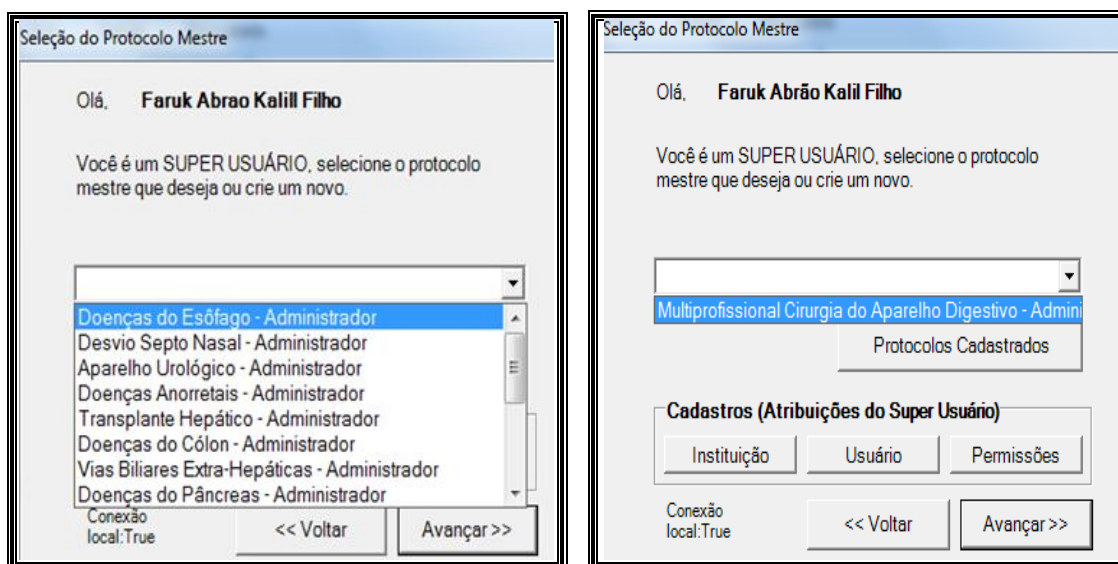 Seleção do Protocolo Mestre
Olá, Faruk Abrao Kalill Filho
Você é um SUPER USUÁRIO, selecione o protocolo
mestre que deseja ou crie um novo.
Doenças do Esôfago - Administrador
Desvio Septo Nasal - Administrador
Aparelho Urológico - Administrador
Doenças Anorretais - Administrador
Transplante Hepático - Administrador
Doenças do Cólon - Administrador
Vias Biliares Extra-Hepáticas - Administrador
Doenças do Pâncreas - Administrador
Conexão
local:True
<< Voltar
Avançar >>
Seleção do Protocolo Mestre
Olá, Faruk Abrão Kalil Filho
Você é um SUPER USUÁRIO, selecione o protocolo
mestre que deseja ou crie um novo.
Multiprofissional Cirurgia do Aparelho Digestivo - Admini
Protocolos Cadastrados
Cadastros (Atribuições do Super Usuário)
Instituição
Usuário
Permissões
Conexão
local:True
<< Voltar
Avançar >>